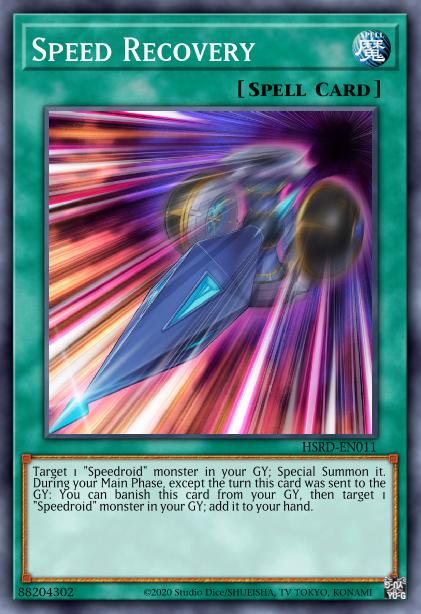 Speed Recovery
SPELL
魔
[Spell Card]
HSRD-EN011
Target 1 "Speedroid" monster in your GY; Special Summon it.
During your Main Phase, except the turn this card was sent to the
GY: You can banish this card from your GY, then target 1
"Speedroid" monster in your GY; add it to your hand.
88204302
©2020 Studio Dice/SHUEISHA, TV TOKYO, KONAMI